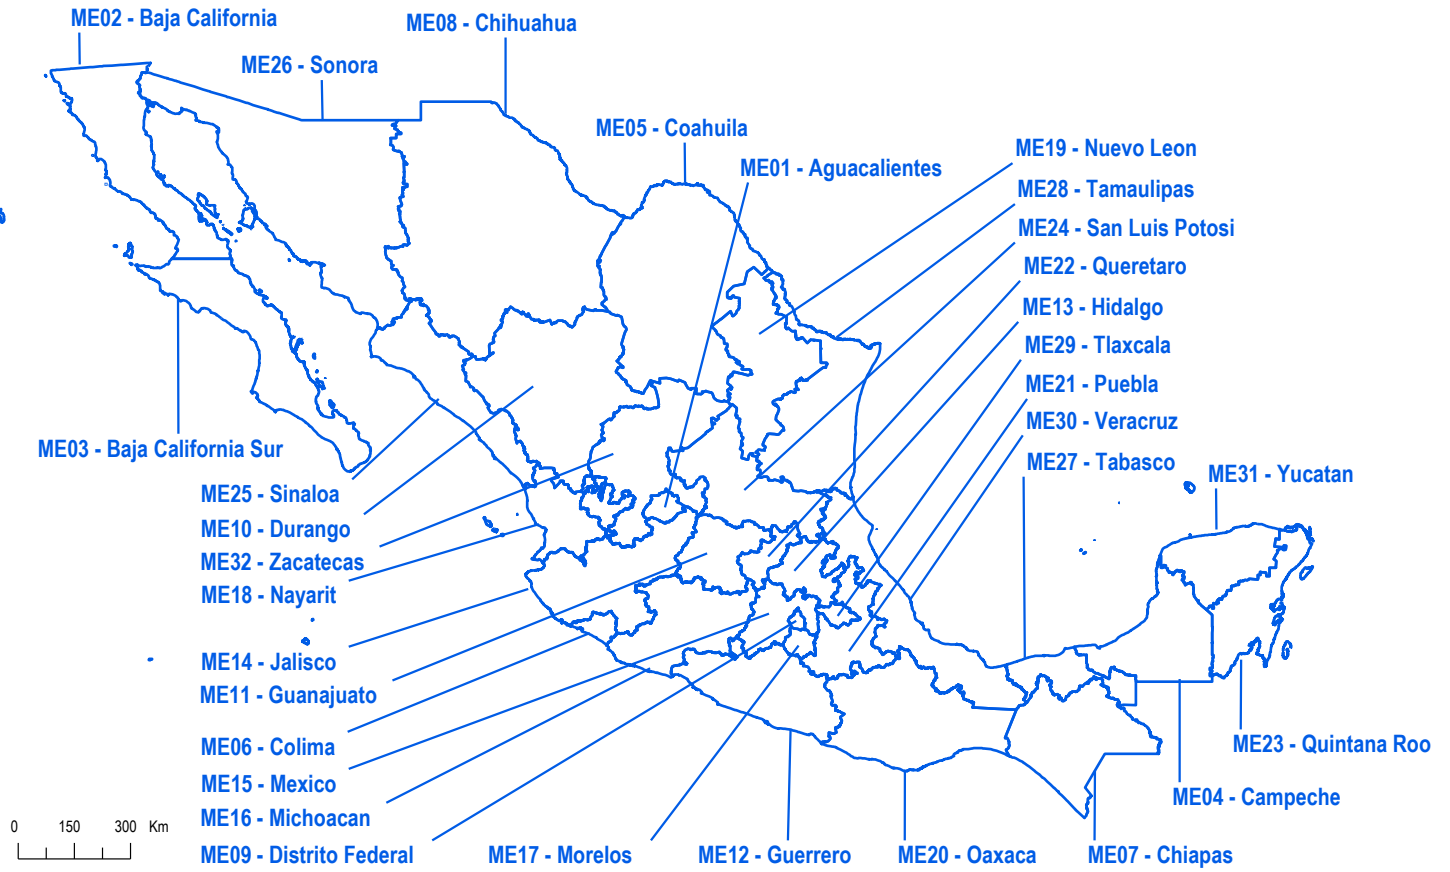 ME02 - Baja California
ME08 - Chihuahua
ME26 - Sonora
ME05 - Coahuila
ME01 - Aguacalientes
ME19 - Nuevo Leon
ME28 - Tamaulipas
ME24 - San Luis Potosi
ME22 - Queretaro
ME13 - Hidalgo
ME29 - Tlaxcala
ME21 - Puebla
ME30 - Veracruz
ME27 - Tabasco
ME31 - Yucatan
ME03 - Baja California Sur
ME25 - Sinaloa
ME10 - Durango
ME32 - Zacatecas
ME18 - Nayarit
ME14 - Jalisco
ME11 - Guanajuato
ME06 - Colima
ME15 - Mexico
ME16 - Michoacan
ME09 - Distrito Federal
ME17 - Morelos
ME12 - Guerrero
ME20 - Oaxaca
ME07 - Chiapas
ME04 - Campeche
ME23 - Quintana Roo
0 150 300 Km